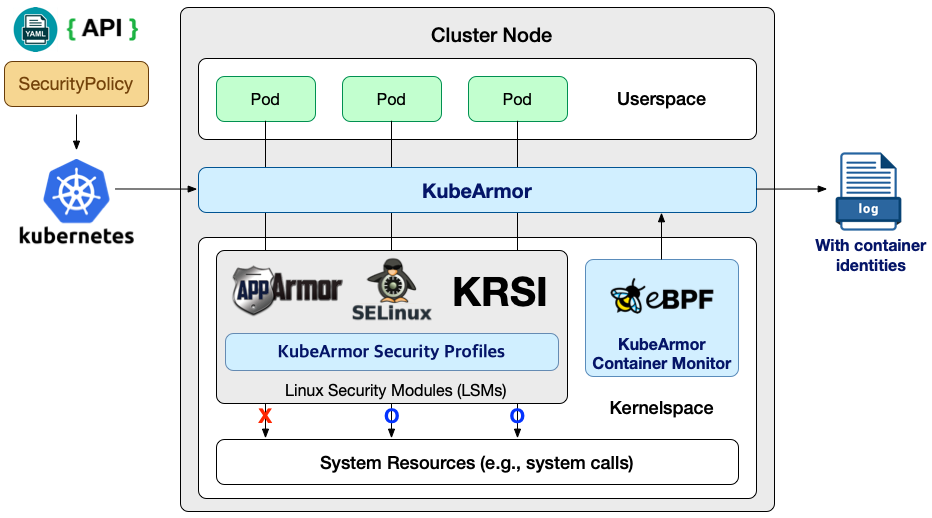 YAML
{ API }
SecurityPolicy
kubernetes
Cluster Node
Pod
Pod
Pod
Userspace
KubeArmor
log
With container
identities
APPArmor
SELinux
KRSI
KubeArmor Security Profiles
Linux Security Modules (LSMs)
eBPF
KubeArmor
Container Monitor
Kernelspace
X
O
O
System Resources (e.g., system calls)